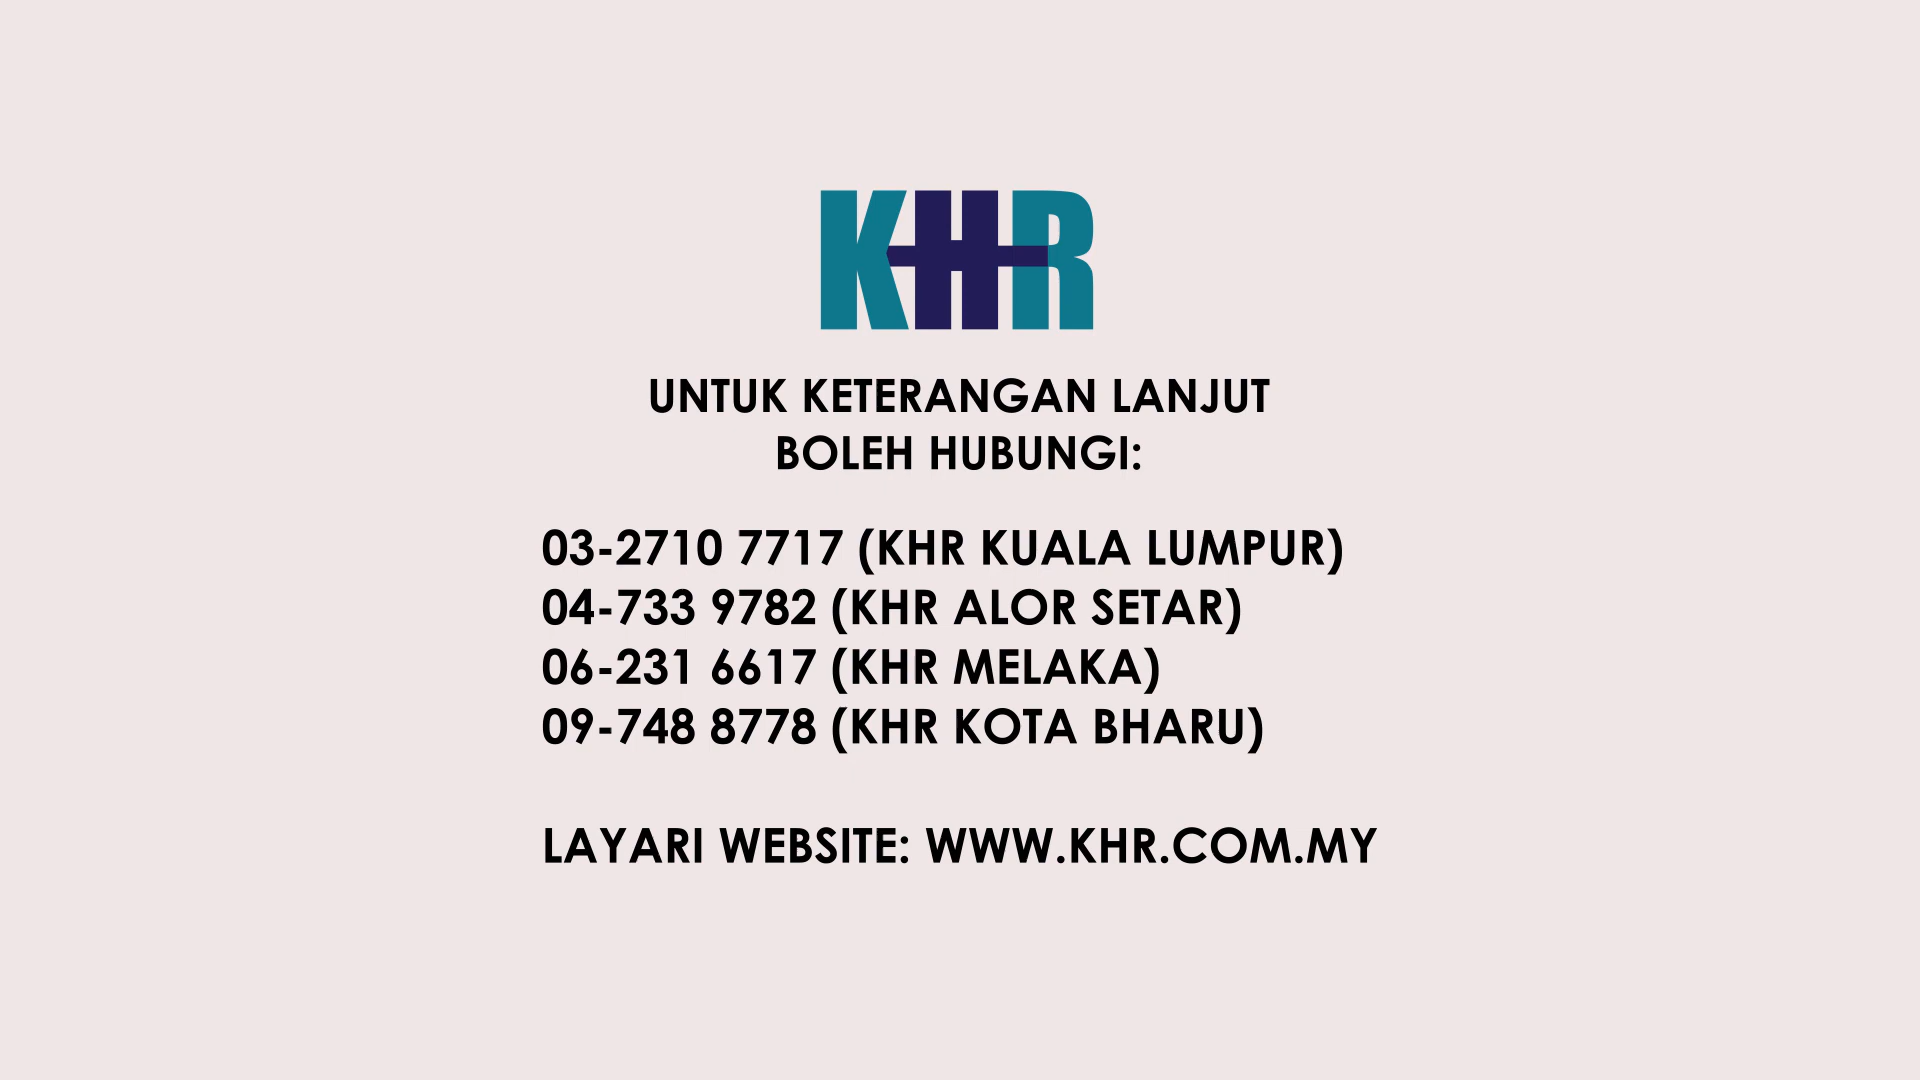 KHR
UNTUK KETERANGAN LANJUT
BOLEH HUBUNGI:
03-2710 7717 (KHR KUALA LUMPUR)
04-733 9782 (KHR ALOR SETAR)
06-231 6617 (KHR MELAKA)
09-748 8778 (KHR KOTA BHARU)
LAYARI WEBSITE: WWW.KHR.COM.MY